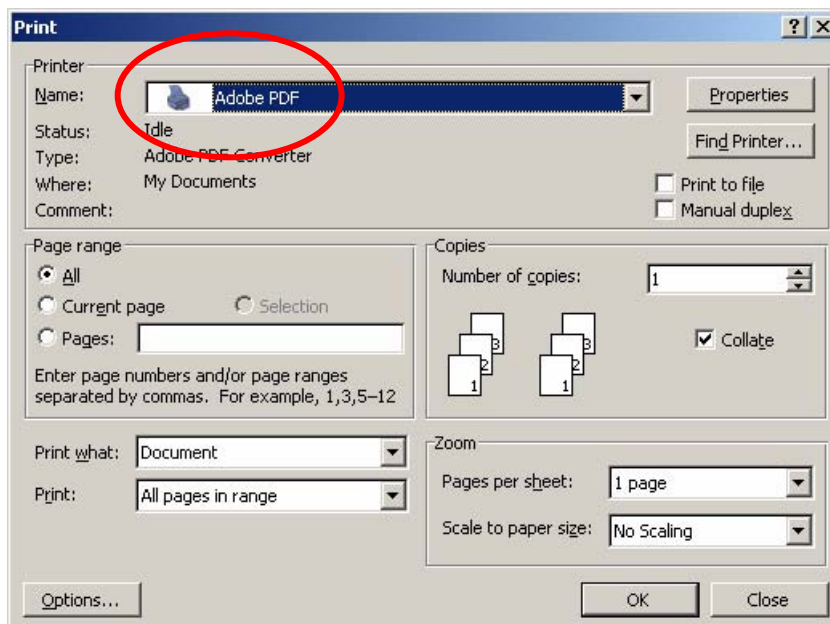 Print
Printer
Name: Adobe PDF Properties
Status: Idle
Find Printer...
Type: Adobe PDF Converter
Where: My Documents
Print to file
Comment:
Manual duplex
Page range
All
Current page Selection
Pages:
Enter page numbers and/or page ranges
separated by commas. For example, 1,3,5–12
Copies
Number of copies: 1
3 3
2 2
1 1
Collate
Print what: Document
Print: All pages in range
Zoom
Pages per sheet: 1 page
Scale to paper size: No Scaling
Options... OK Close